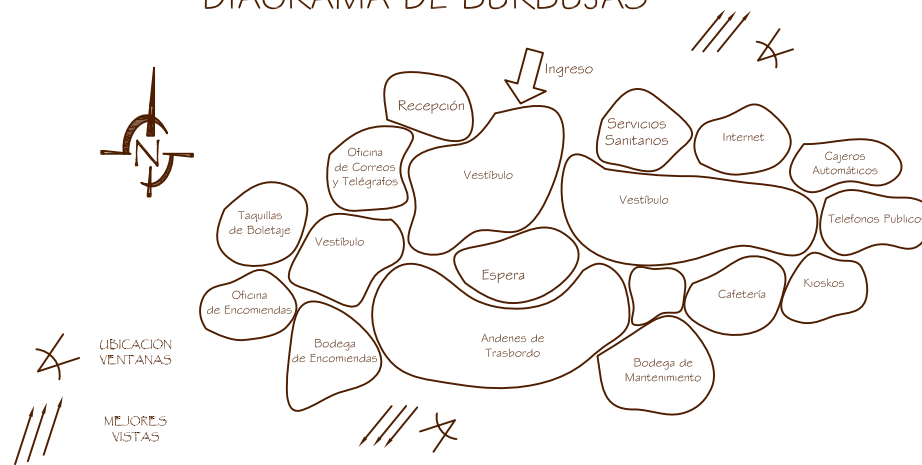 DIAGRAMA DE BURBUJAS
Ingreso
Recepción
Servicios
Sanitarios
Internet
Cajeros
Automáticos
Oficina
de Correos
y Telégrafos
Vestíbulo
Vestíbulo
Telefonos Publicos
Taquillas
de Boletaje
Vestíbulo
Espera
Oficina
de Encomiendas
Cafetería
Kioskos
Bodega
de Encomiendas
Andenes de
Trasbordo
Bodega de
Mantenimiento
N
UBICACION
VENTANAS
MEJORES
VISTAS